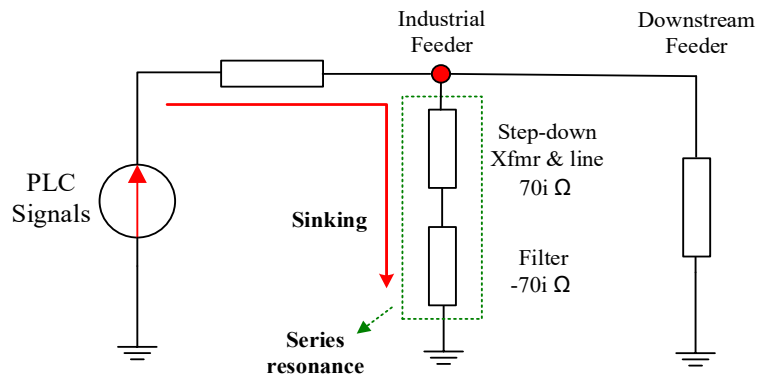 Industrial
Feeder
Downstream
Feeder
Step-down
Xfmr & line
70i Ω
PLC
Signals
Sinking
Filter
-70i Ω
Series
resonance